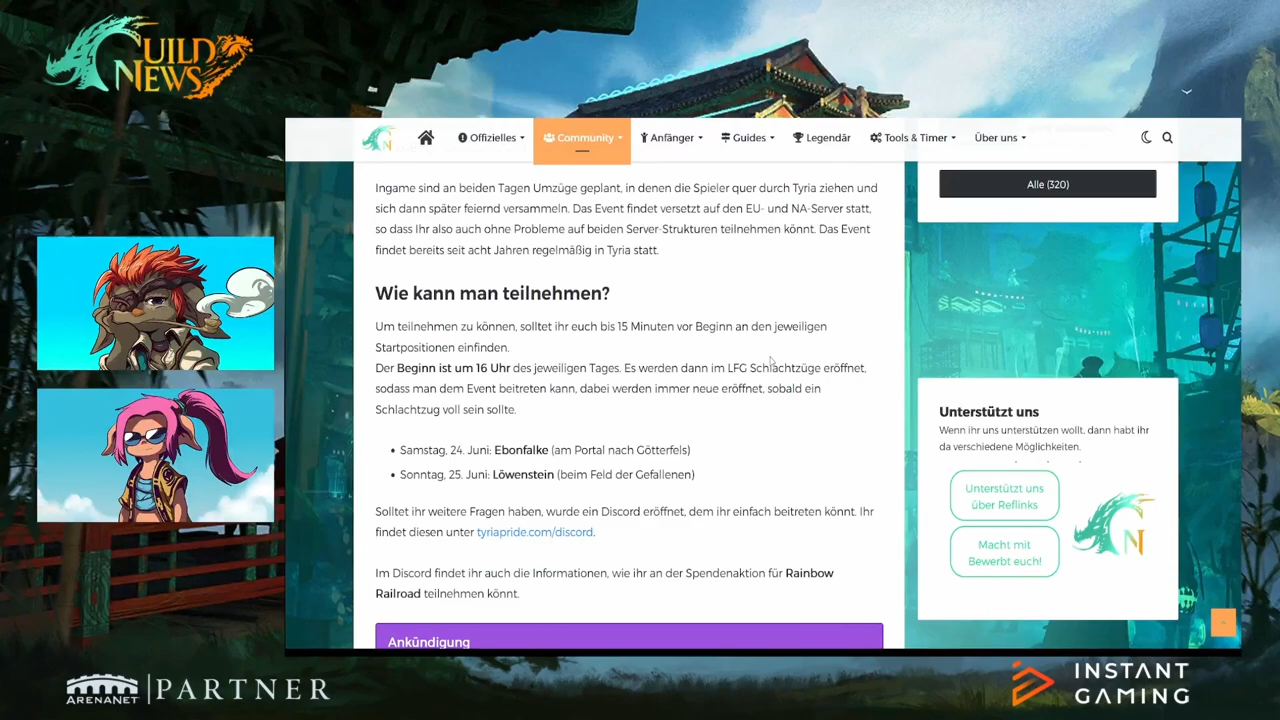 GUILD
NEWS
Offizielles
Community
Anfänger
Guides
Legendär
Tools & Timer
Über uns
Ingame sind an beiden Tagen Umzüge geplant, in denen die Spieler quer durch Tyria ziehen und
sich dann später feiernd versammeln. Das Event findet versetzt auf den EU- und NA-Server statt,
so dass Ihr also auch ohne Probleme auf beiden Server-Strukturen teilnehmen könnt. Das Event
findet bereits seit acht Jahren regelmäßig in Tyria statt.
Wie kann man teilnehmen?
Um teilnehmen zu können, solltet ihr euch bis 15 Minuten vor Beginn an den jeweiligen
Startpositionen einfinden.
Der Beginn ist um 16 Uhr des jeweiligen Tages. Es werden dann im LFG Schlachtzüge eröffnet,
sodass man dem Event beitreten kann, dabei werden immer neue eröffnet, sobald ein
Schlachtzug voll sein sollte.
• Samstag, 24. Juni: Ebonfalke (am Portal nach Götterfels)
• Sonntag, 25. Juni: Löwenstein (beim Feld der Gefallenen)
Solltet ihr weitere Fragen haben, wurde ein Discord eröffnet, dem ihr einfach beitreten könnt. Ihr
findet diesen unter tyriapride.com/discord.
Im Discord findet ihr auch die Informationen, wie ihr an der Spendenaktion für Rainbow
Railroad teilnehmen könnt.
Ankündigung
Alle (320)
Unterstützt uns
Wenn ihr uns unterstützen wollt, dann habt ihr
da verschiedene Möglichkeiten.
Unterstützt uns
über Reflinks
Macht mit
Bewerbt euch!
ARENANET | PARTNER
INSTANT
GAMING